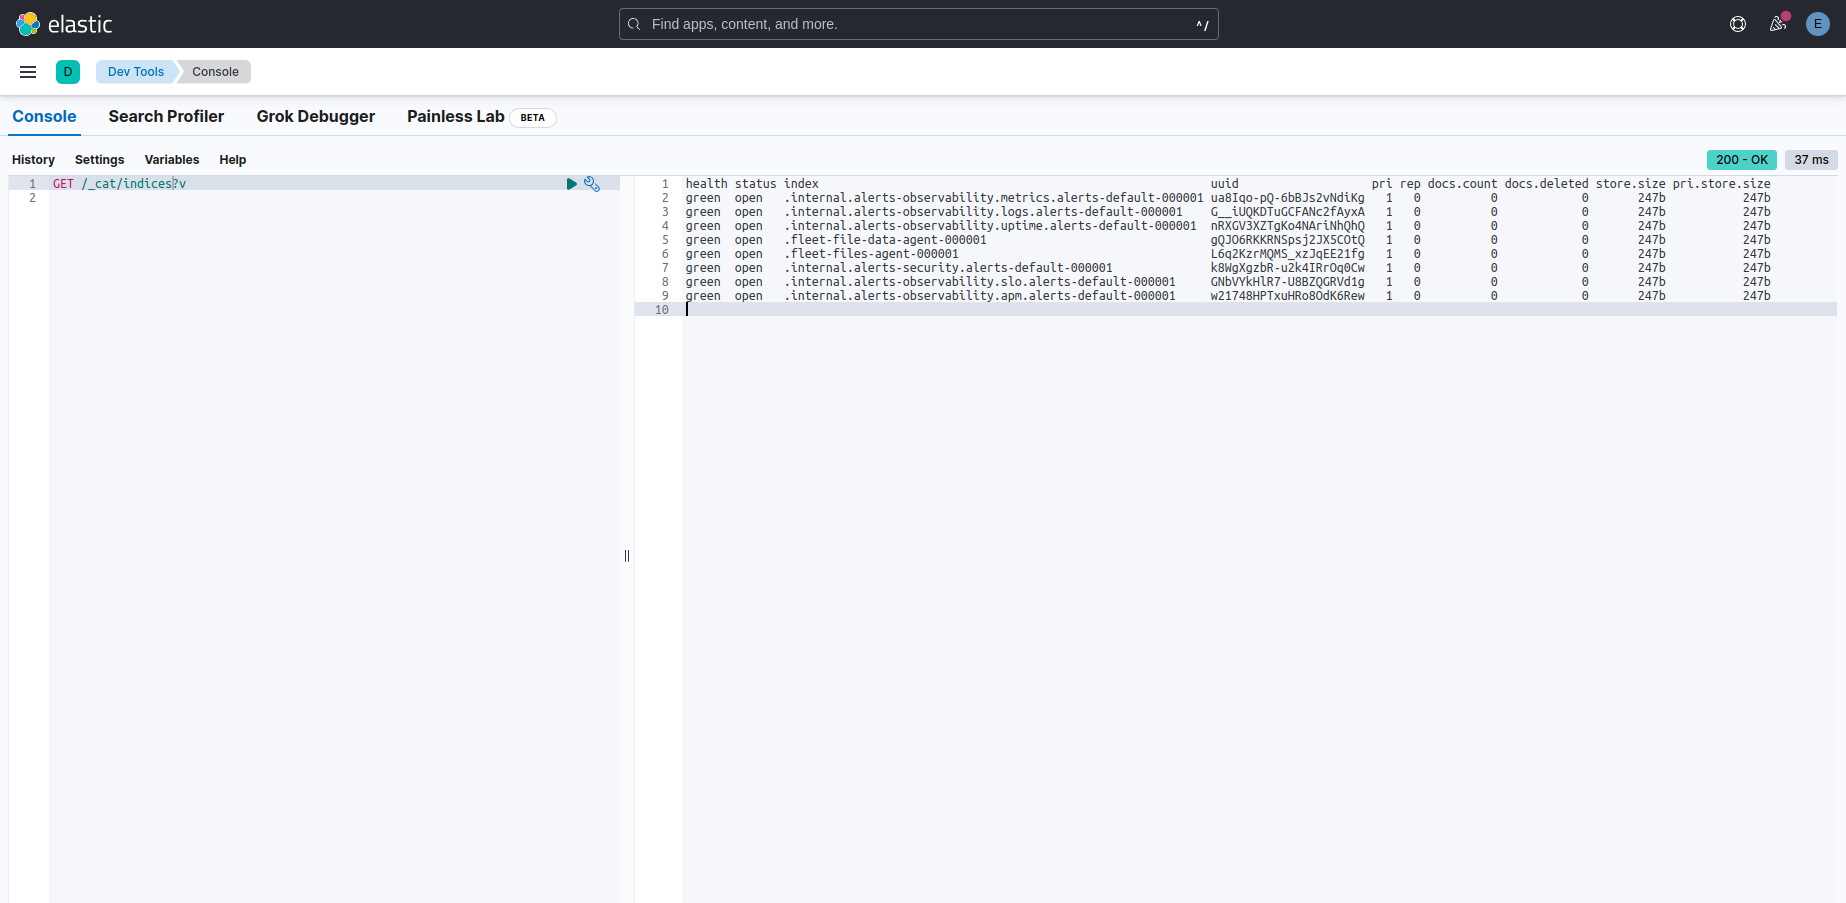 elastic
Find apps, content, and more.
^/
E
D
Dev Tools
Console
Console
Search Profiler
Grok Debugger
Painless Lab
BETA
History
Settings
Variables
Help
200 - OK
37 ms
1 GET /_cat/indices?v
2
1 health status index uuid pri rep docs.count docs.deleted store.size pri.store.size
2 green open .internal.alerts-observability.metrics.alerts-default-000001 ua8Iqo-pQ-6bBJs2vNdiKg 1 0 0 0 247b 247b
3 green open .internal.alerts-observability.logs.alerts-default-000001 G__iUQKDTuGCFANc2fAyxA 1 0 0 0 247b 247b
4 green open .internal.alerts-observability.uptime.alerts-default-000001 nRXGV3XZTgKo4NAriNhQhQ 1 0 0 0 247b 247b
5 green open .fleet-file-data-agent-000001 gQJO6RKKRNSpsj2JX5COtQ 1 0 0 0 247b 247b
6 green open .fleet-files-agent-000001 L6q2KzrMQMS_xzJqEE21fg 1 0 0 0 247b 247b
7 green open .internal.alerts-security.alerts-default-000001 k8WgXgzbR-u2k4IRrOq0Cw 1 0 0 0 247b 247b
8 green open .internal.alerts-observability.slo.alerts-default-000001 GNbVYkHlR7-U8BZQGRVd1g 1 0 0 0 247b 247b
9 green open .internal.alerts-observability.apm.alerts-default-000001 w21748HPTxuHRo8OdK6Rew 1 0 0 0 247b 247b
10